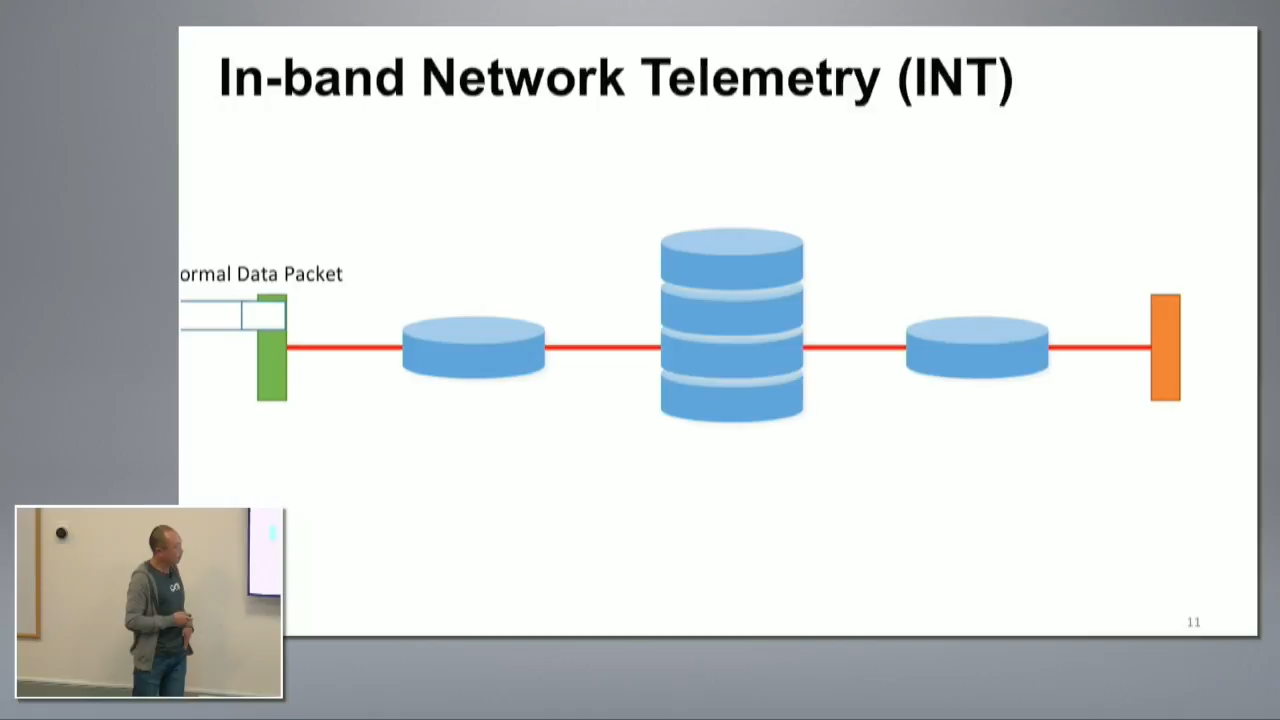 In-band Network Telemetry (INT)
ormal Data Packet
11